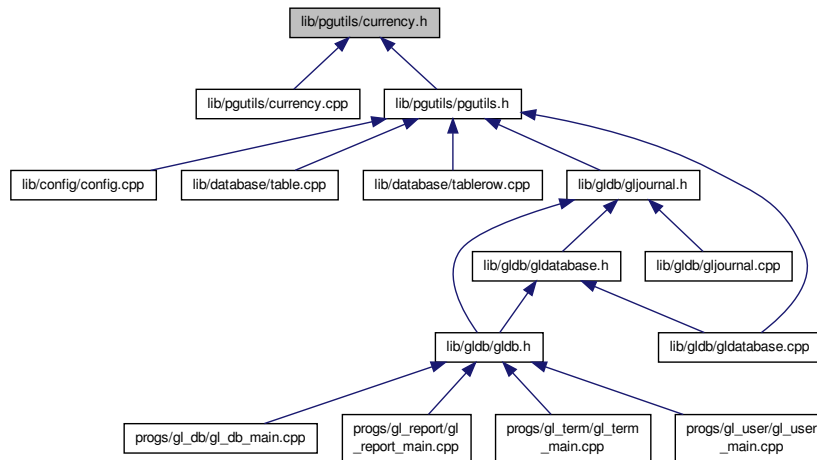 lib/pgutils/currency.h
lib/pgutils/currency.cpp
lib/pgutils/pgutils.h
lib/config/config.cpp
lib/database/table.cpp
lib/database/tablerow.cpp
lib/gldb/gljournal.h
lib/gldb/gldatabase.h
lib/gldb/gljournal.cpp
lib/gldb/gldb.h
lib/gldb/gldatabase.cpp
progs/gl_db/gl_db_main.cpp
progs/gl_report/gl
_report_main.cpp
progs/gl_term/gl_term
_main.cpp
progs/gl_user/gl_user
_main.cpp